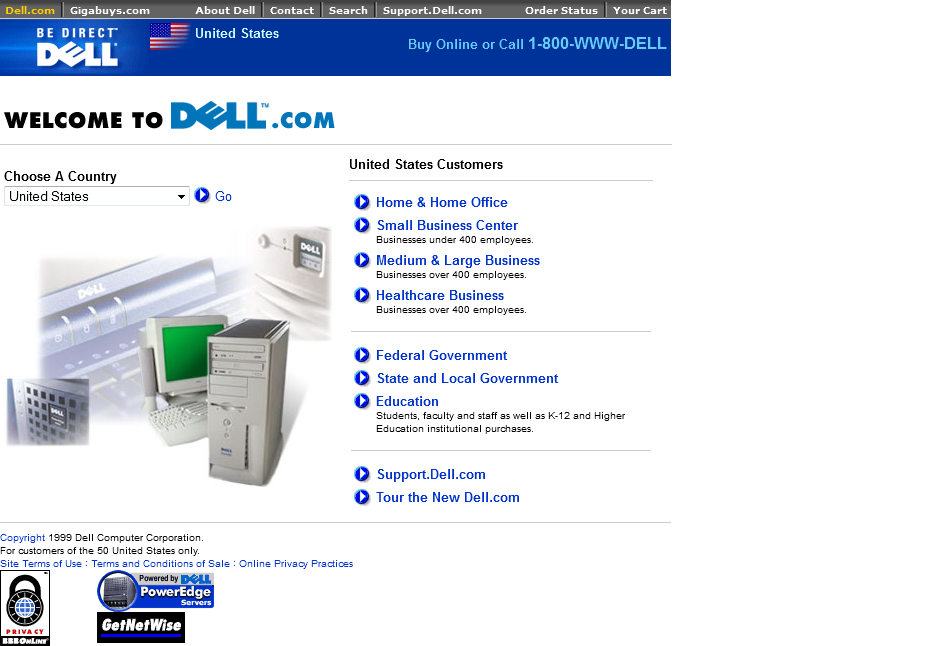 Dell.com Gigabuys.com About Dell Contact Search Support.Dell.com Order Status Your Cart
BE DIRECT™
DELL
United States
Buy Online or Call 1-800-WWW-DELL
WELCOME TO DELL™.COM
Choose A Country
United States
Go
DELL
DELL
DELL
DELL
United States Customers
Home & Home Office
Small Business Center
Businesses under 400 employees.
Medium & Large Business
Businesses over 400 employees.
Healthcare Business
Businesses over 400 employees.
Federal Government
State and Local Government
Education
Students, faculty and staff as well as K-12 and Higher
Education institutional purchases.
Support.Dell.com
Tour the New Dell.com
Copyright 1999 Dell Computer Corporation.
For customers of the 50 United States only.
Site Terms of Use : Terms and Conditions of Sale : Online Privacy Practices
PRIVACY
BBBOnLine
Powered by DELL
PowerEdge
Servers
GetNetWise